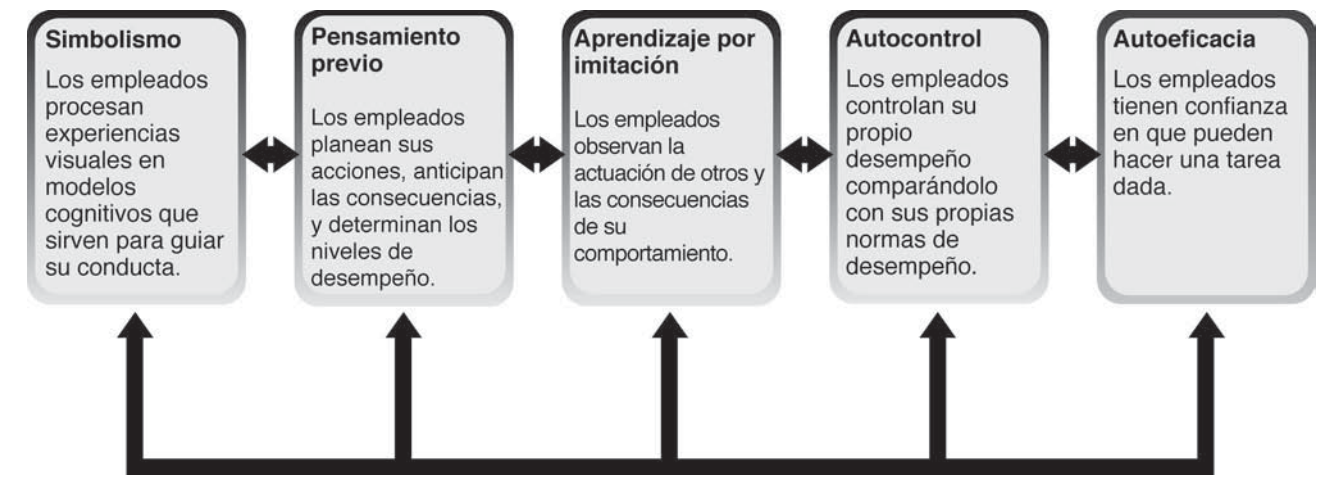 Simbolismo
Los empleados
procesan
experiencias
visuales en
modelos
cognitivos que
sirven para guiar
su conducta.
Pensamiento
previo
Los empleados
planean sus
acciones, anticipan
las consecuencias,
y determinan los
niveles de
desempeño.
Aprendizaje por
imitación
Los empleados
observan la
actuación de otros y
las consecuencias
de su
comportamiento.
Autocontrol
Los empleados
controlan su
propio
desempeño
comparándolo
con sus propias
normas de
desempeño.
Autoeficacia
Los empleados
tienen confianza
en que pueden
hacer una tarea
dada.